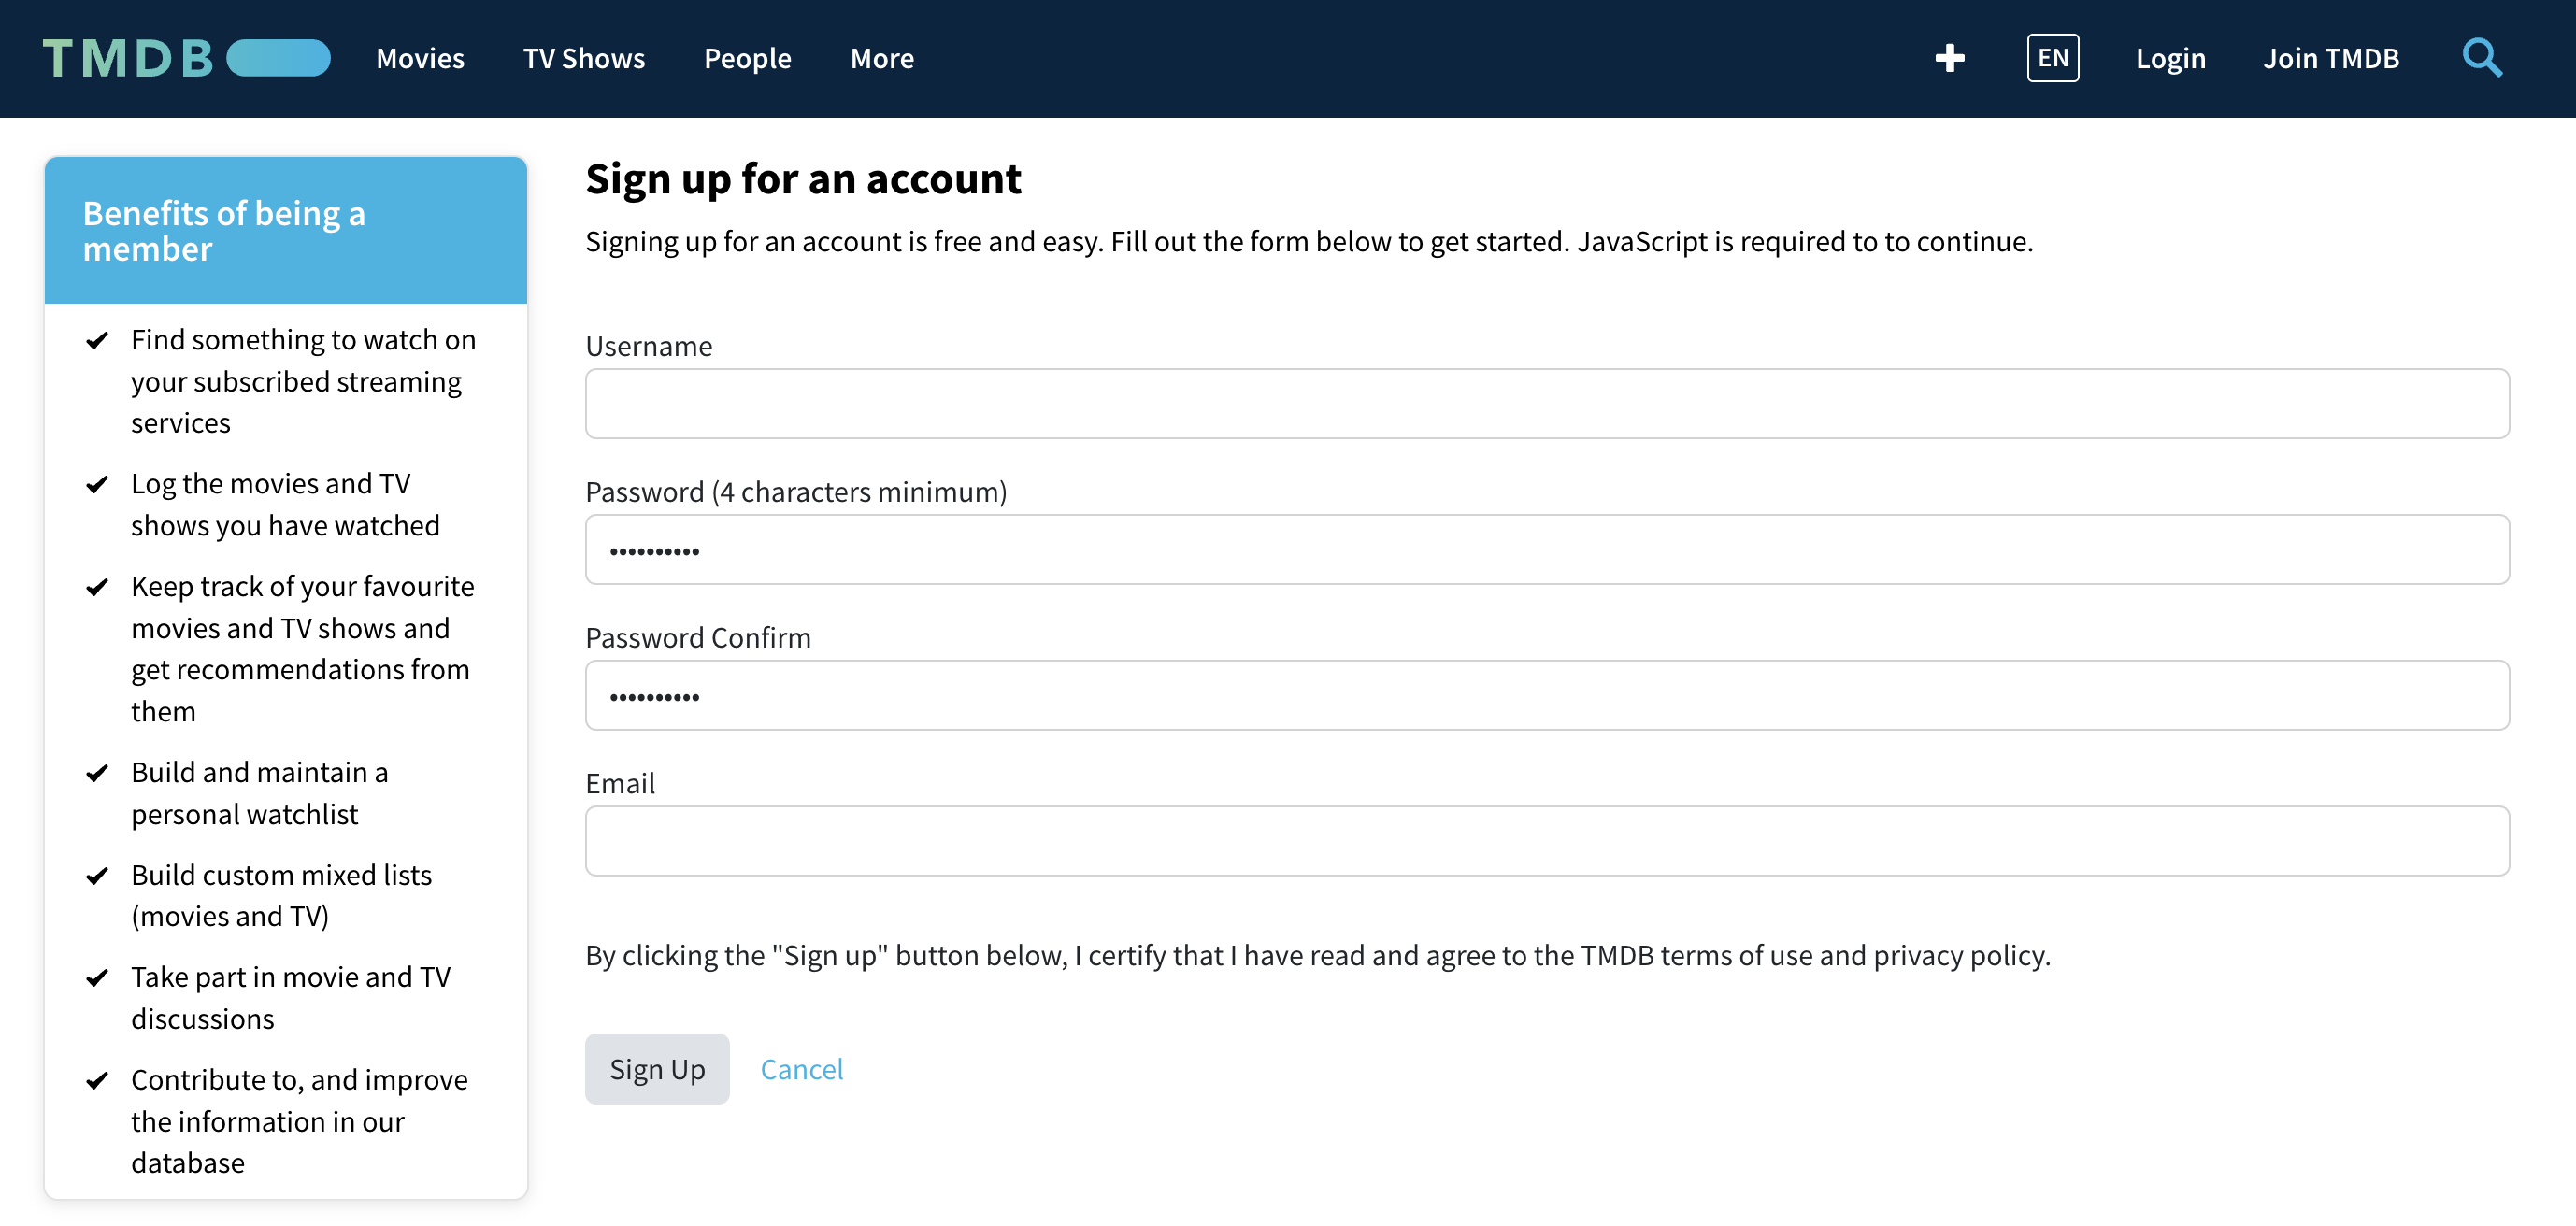 TMDB
Movies
TV Shows
People
More
EN
Login
Join TMDB
Benefits of being a
member
Find something to watch on
your subscribed streaming
services
Log the movies and TV
shows you have watched
Keep track of your favourite
movies and TV shows and
get recommendations from
them
Build and maintain a
personal watchlist
Build custom mixed lists
(movies and TV)
Take part in movie and TV
discussions
Contribute to, and improve
the information in our
database
Sign up for an account
Signing up for an account is free and easy. Fill out the form below to get started. JavaScript is required to to continue.
Username
Password (4 characters minimum)
••••••••••
Password Confirm
••••••••••
Email
By clicking the "Sign up" button below, I certify that I have read and agree to the TMDB terms of use and privacy policy.
Sign Up
Cancel